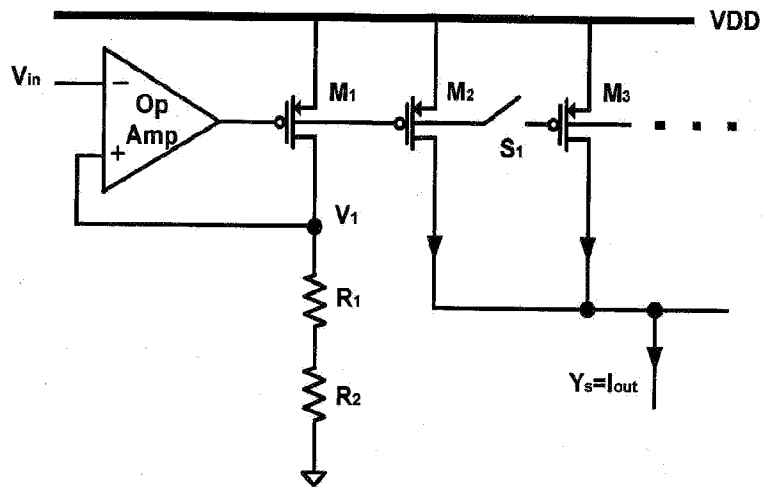 VDD
Vin
−
Op
Amp
+
M1
M2
M3
S1
V1
R1
R2
Ys=Iout